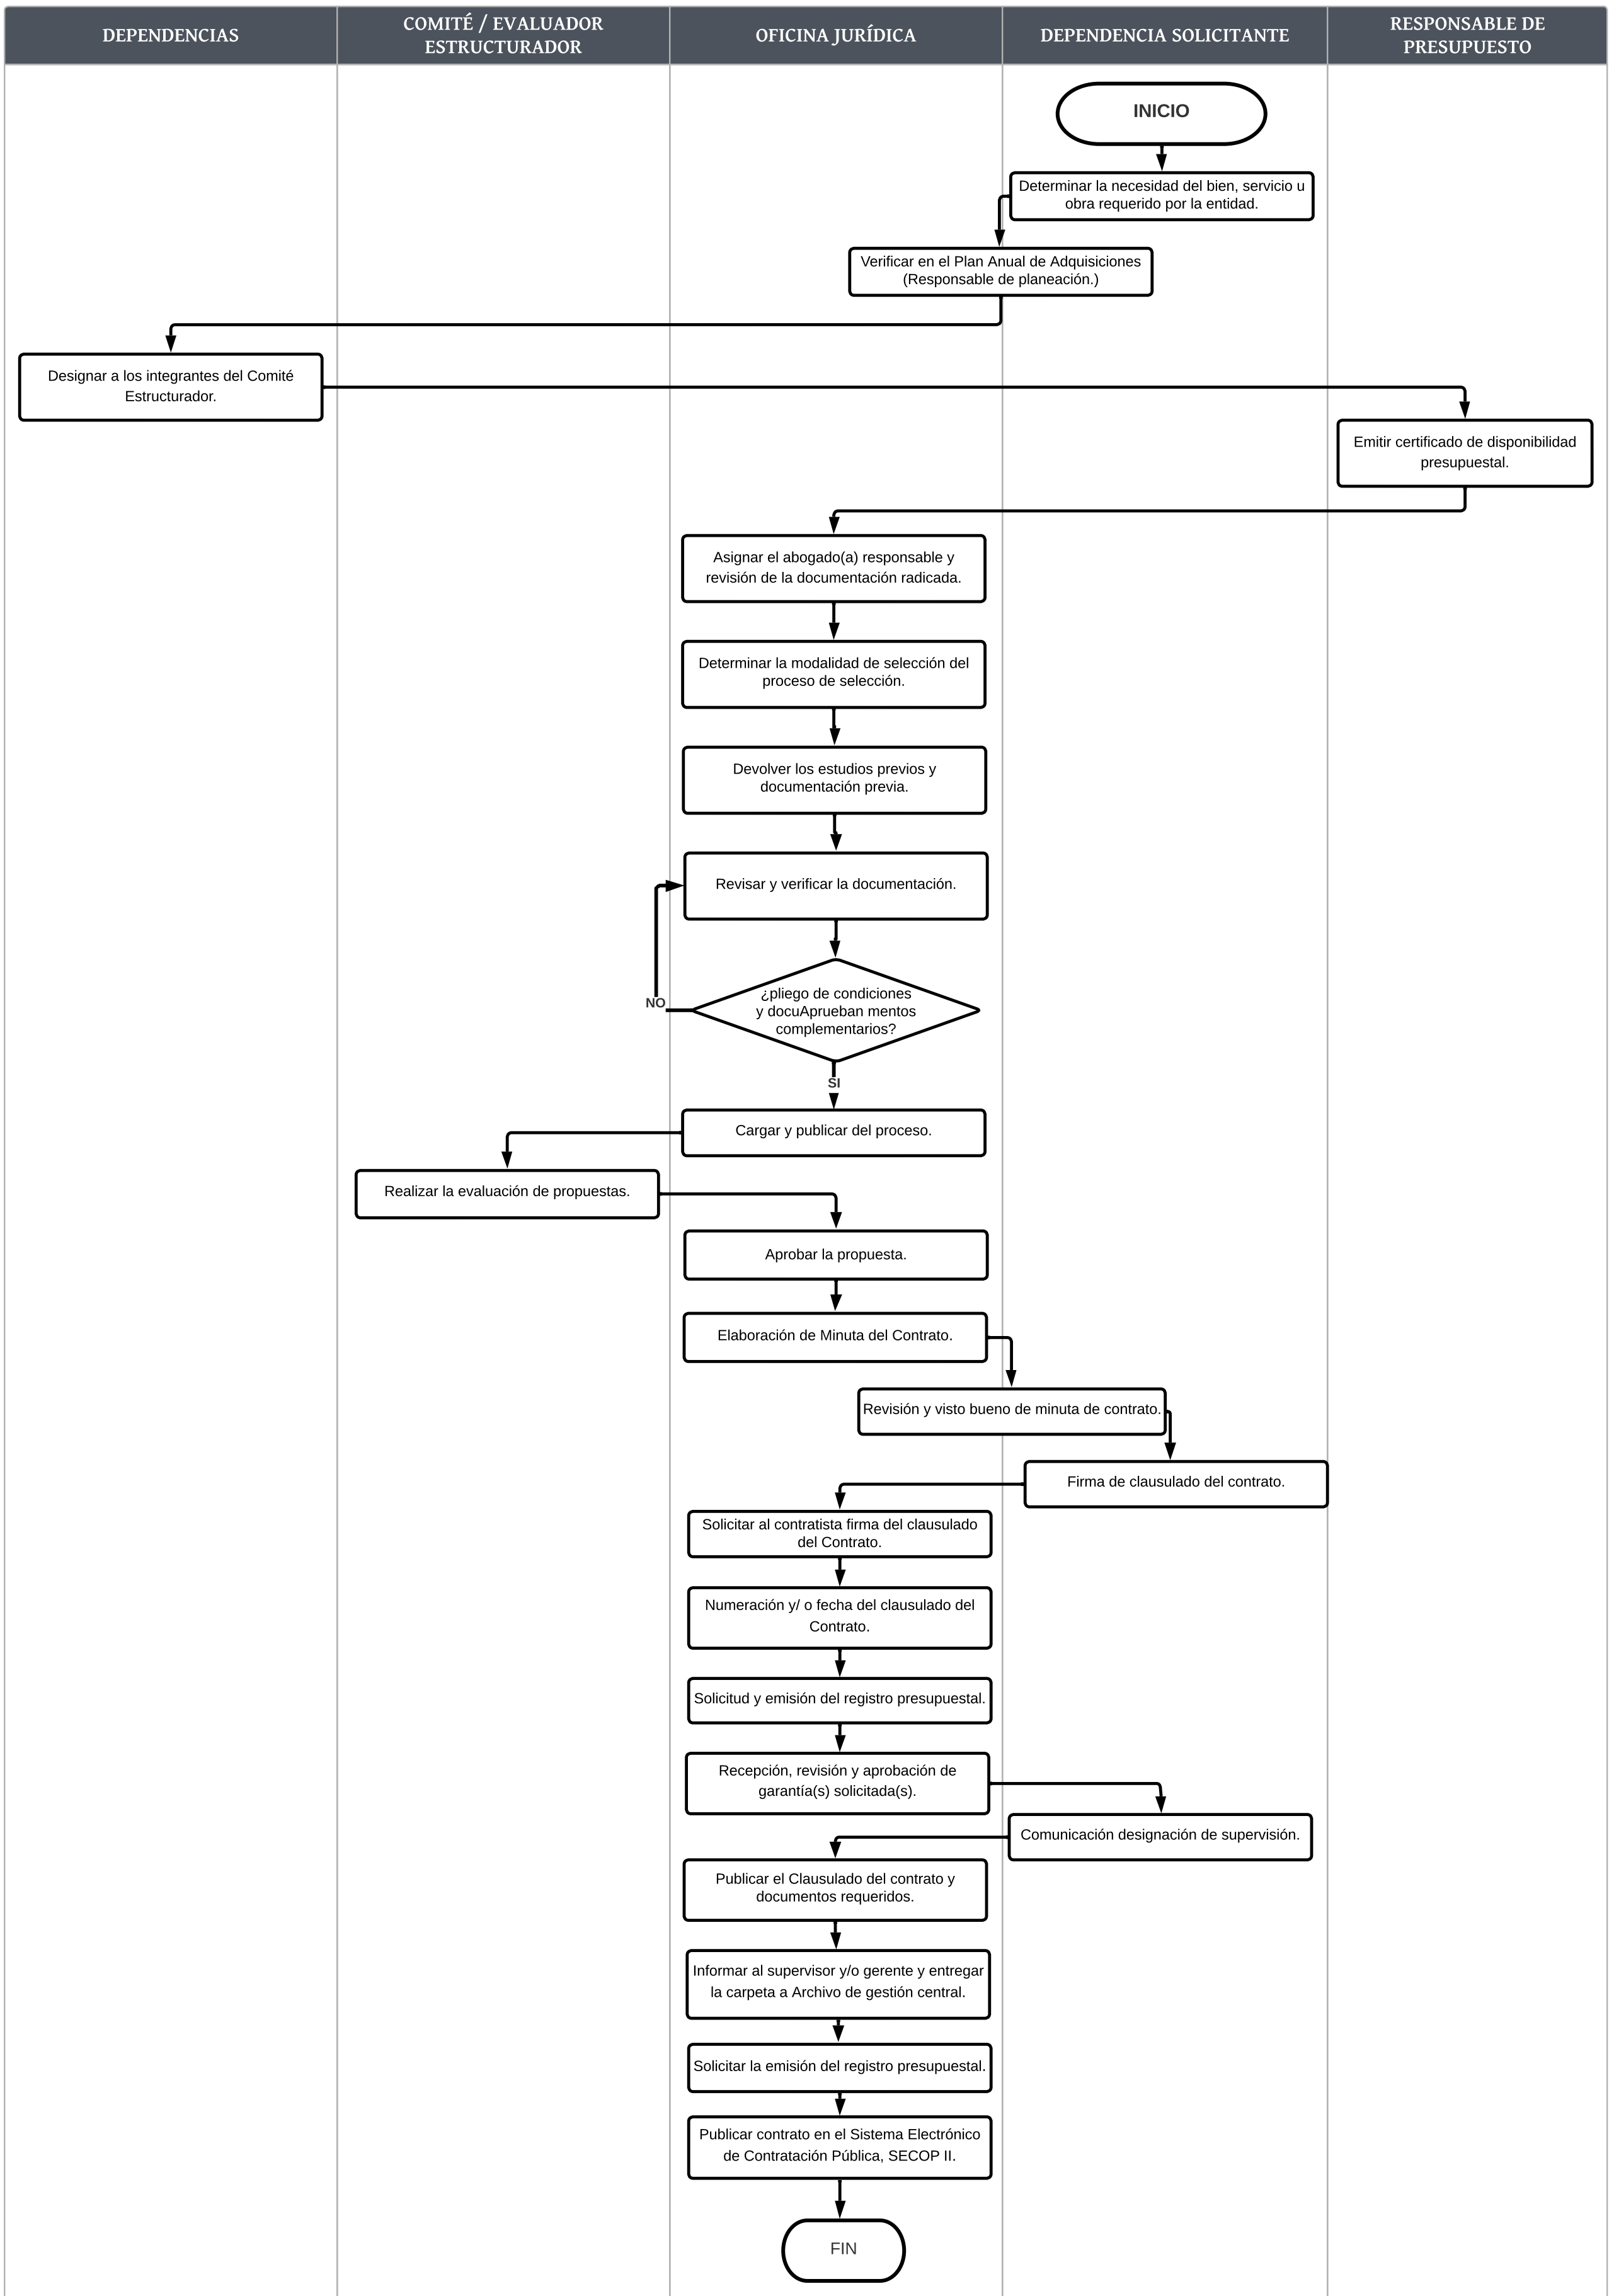 DEPENDENCIAS
COMITÉ / EVALUADOR
ESTRUCTURADOR
OFICINA JURÍDICA
DEPENDENCIA SOLICITANTE
RESPONSABLE DE
PRESUPUESTO
INICIO
Determinar la necesidad del bien, servicio u
obra requerido por la entidad.
Verificar en el Plan Anual de Adquisiciones
(Responsable de planeación.)
Designar a los integrantes del Comité
Estructurador.
Emitir certificado de disponibilidad
presupuestal.
Asignar el abogado(a) responsable y
revisión de la documentación radicada.
Determinar la modalidad de selección del
proceso de selección.
Devolver los estudios previos y
documentación previa.
Revisar y verificar la documentación.
¿pliego de condiciones
y docuAprueban mentos
complementarios?
NO
SI
Cargar y publicar del proceso.
Realizar la evaluación de propuestas.
Aprobar la propuesta.
Elaboración de Minuta del Contrato.
Revisión y visto bueno de minuta de contrato.
Firma de clausulado del contrato.
Solicitar al contratista firma del clausulado
del Contrato.
Numeración y/ o fecha del clausulado del
Contrato.
Solicitud y emisión del registro presupuestal.
Recepción, revisión y aprobación de
garantía(s) solicitada(s).
Comunicación designación de supervisión.
Publicar el Clausulado del contrato y
documentos requeridos.
Informar al supervisor y/o gerente y entregar
la carpeta a Archivo de gestión central.
Solicitar la emisión del registro presupuestal.
Publicar contrato en el Sistema Electrónico
de Contratación Pública, SECOP II.
FIN